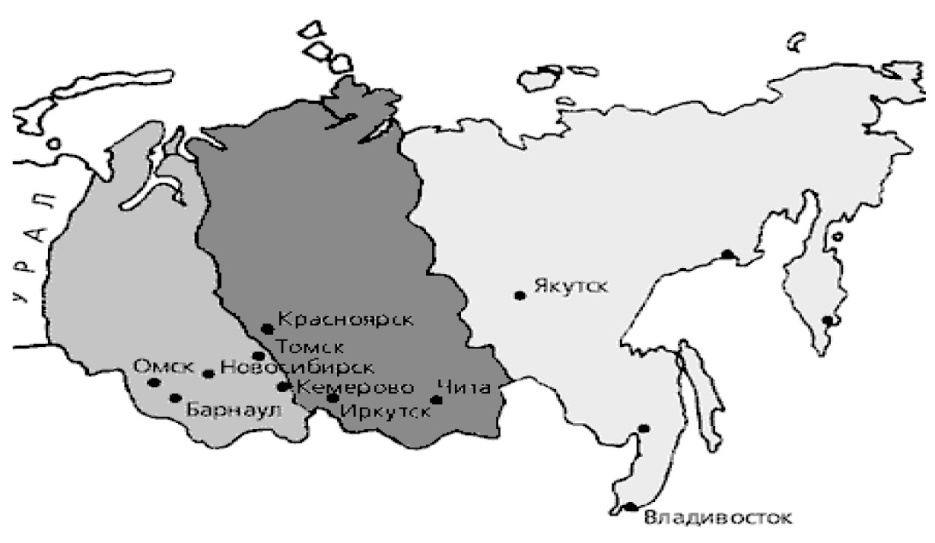 УРАЛ
Якутск
Красноярск
Томск
Омск
Новосибирск
Кемерово
Чита
Барнаул
Иркутск
Владивосток